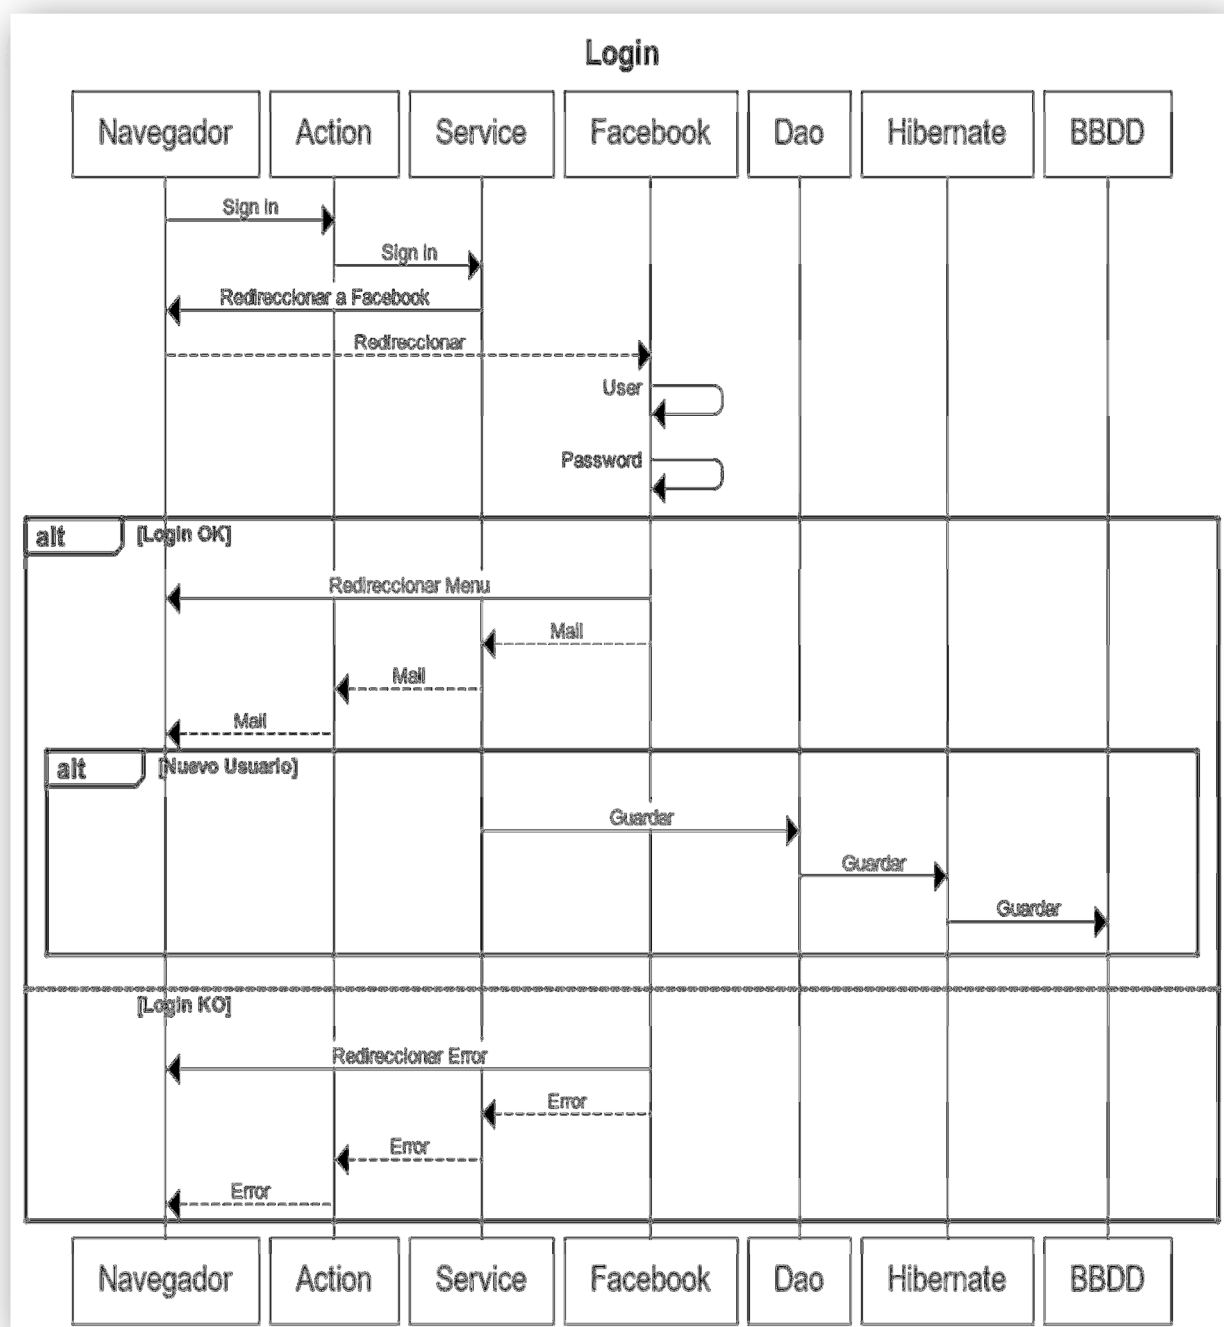 Login
Navegador Action Service Facebook Dao Hibernate BBDD
Sign in
Sign in
Redireccionar a Facebook
Redireccionar
User
Password
alt [Login OK]
Redireccionar Menu
Mail
Mail
Mail
alt [Nuevo Usuario]
Guardar
Guardar
Guardar
[Login KO]
Redireccionar Error
Error
Error
Error
Navegador Action Service Facebook Dao Hibernate BBDD